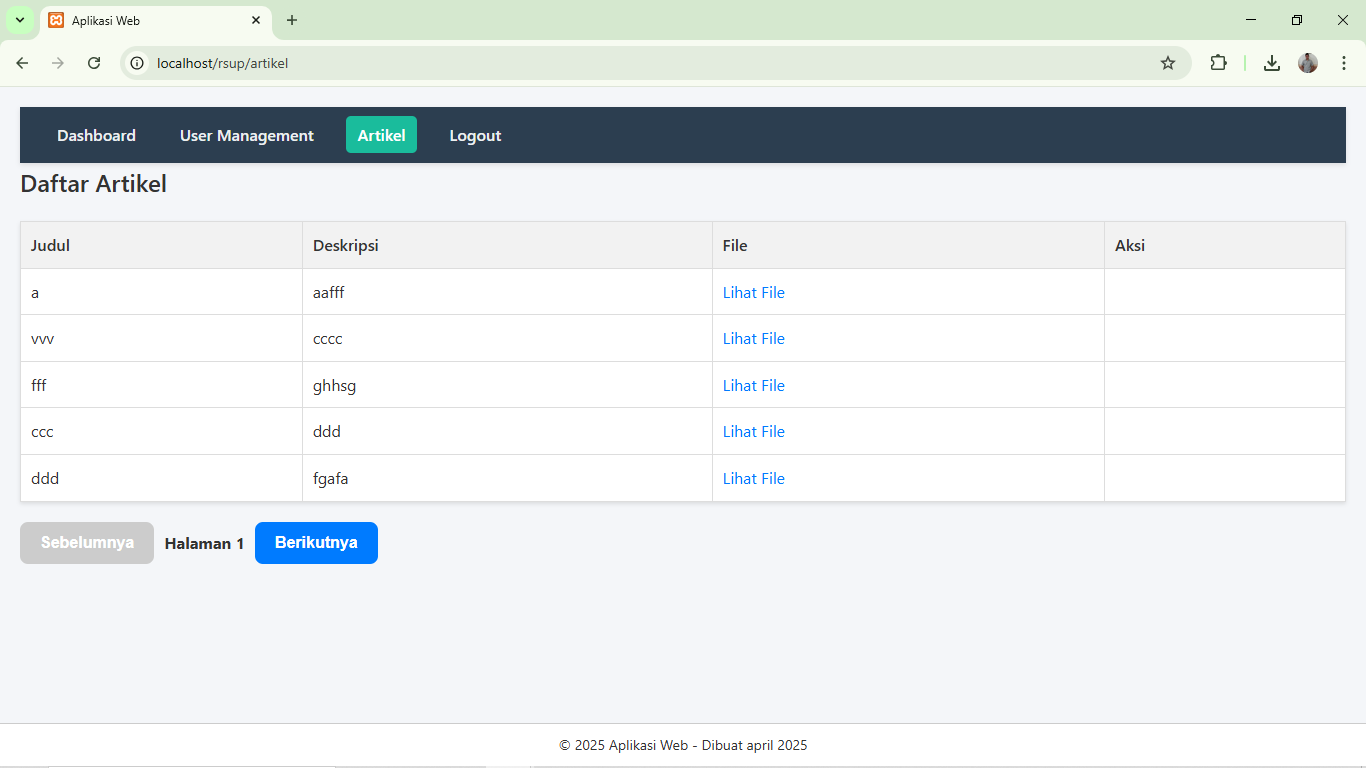 Aplikasi Web
localhost/rsup/artikel
Dashboard User Management Artikel Logout
Daftar Artikel
Judul Deskripsi File Aksi
a aafff Lihat File
vvv cccc Lihat File
fff ghhsg Lihat File
ccc ddd Lihat File
ddd fgafa Lihat File
Sebelumnya Halaman 1 Berikutnya
© 2025 Aplikasi Web - Dibuat april 2025